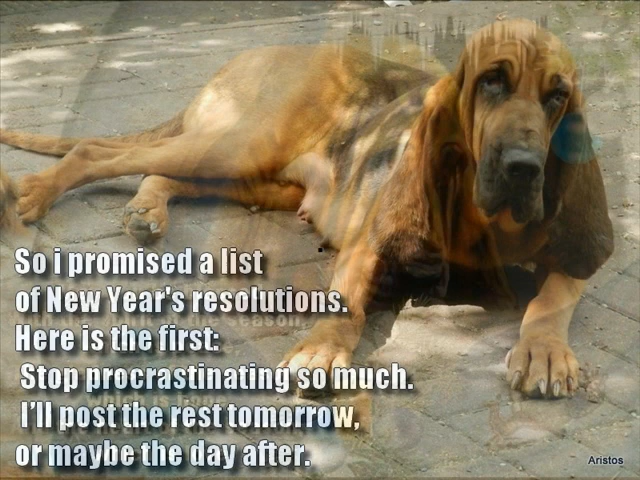 So i promised a list
of New Year's resolutions.
season,
Here is the first:
Stop procrastinating so much.
I'll post the rest tomorrow,
or maybe the day after.
Aristos